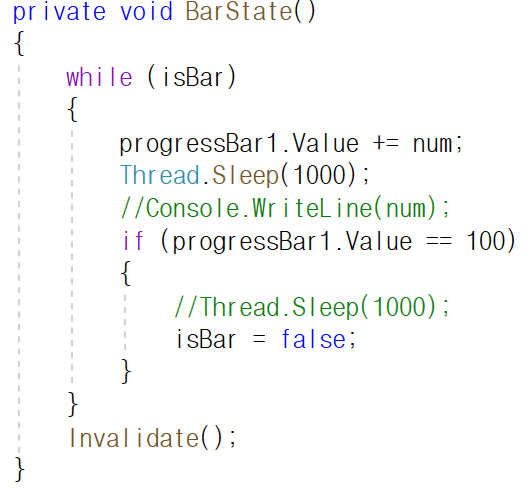 private void BarState()
{
while (isBar)
{
progressBar1.Value += num;
Thread.Sleep(1000);
//Console.WriteLine(num);
if (progressBar1.Value == 100)
{
//Thread.Sleep(1000);
isBar = false;
}
}
Invalidate();
}